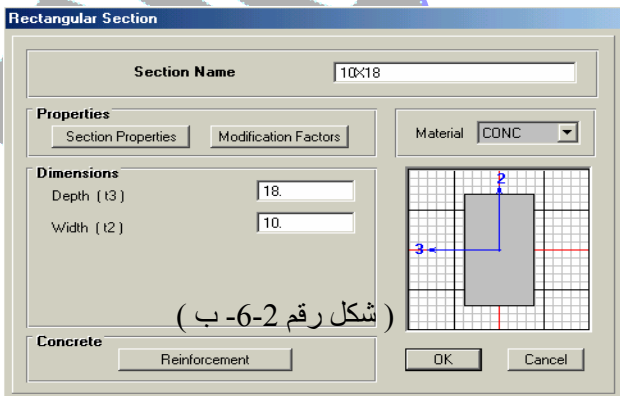 Rectangular Section
Section Name 10X18
Properties
Section Properties Modification Factors
Material CONC
Dimensions
Depth ( t3 ) 18.
Width ( t2 ) 10.
2
3
( شكل رقم 2-6- ب )
Concrete
Reinforcement
OK Cancel